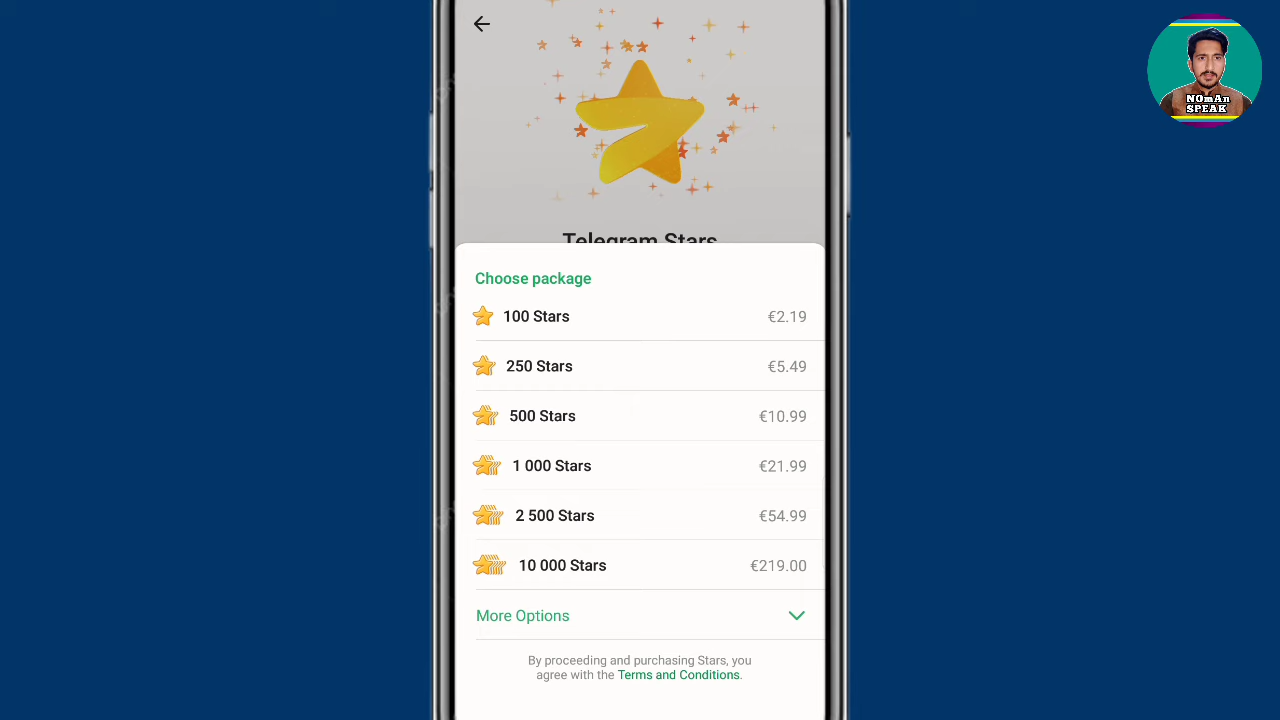 NOmAn
SPEAK
Telegram Stars
Choose package
100 Stars €2.19
250 Stars €5.49
500 Stars €10.99
1 000 Stars €21.99
2 500 Stars €54.99
10 000 Stars €219.00
More Options
By proceeding and purchasing Stars, you
agree with the Terms and Conditions.